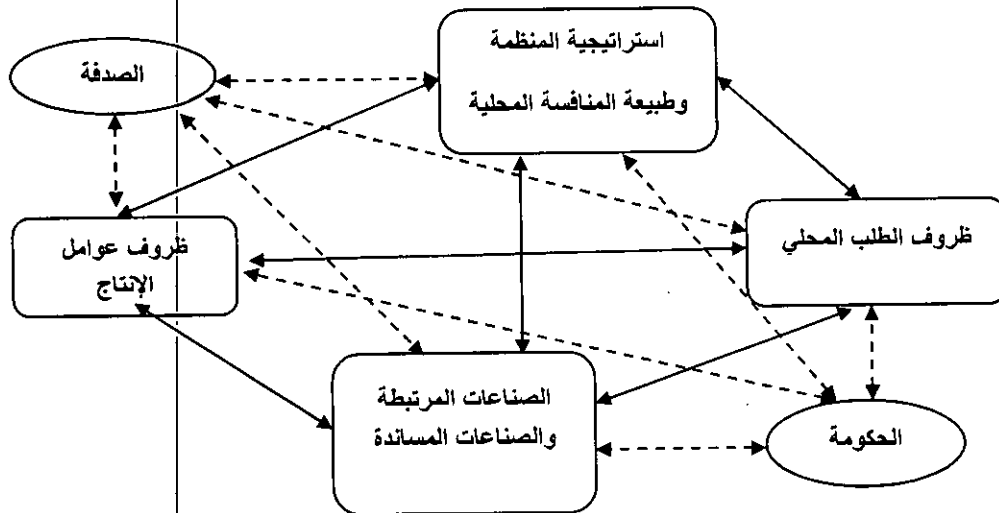 استراتيجية المنظمة
وطبيعة المنافسة المحلية
الصدفة
ظروف الطلب المحلي
ظروف عوامل
الإنتاج
الصناعات المرتبطة
والصناعات المساندة
الحكومة